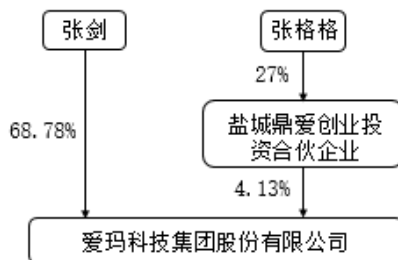 张剑
张格格
27%
68.78%
盐城鼎爱创业投
资合伙企业
4.13%
爱玛科技集团股份有限公司